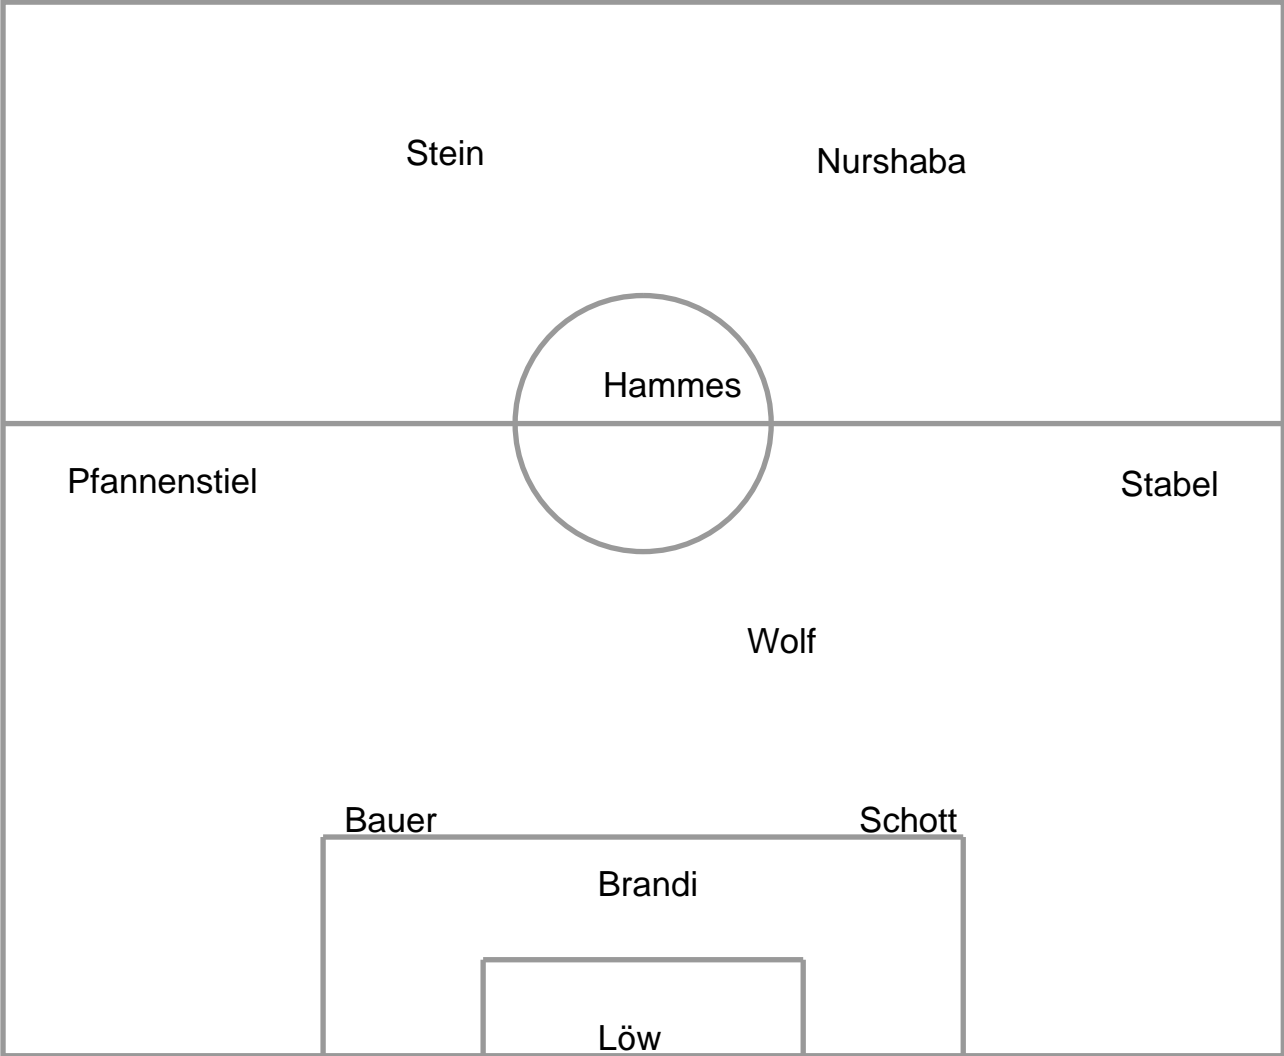 Stein
Nurshaba
Hammes
Pfannenstiel
Stabel
Wolf
Bauer
Schott
Brandi
Löw